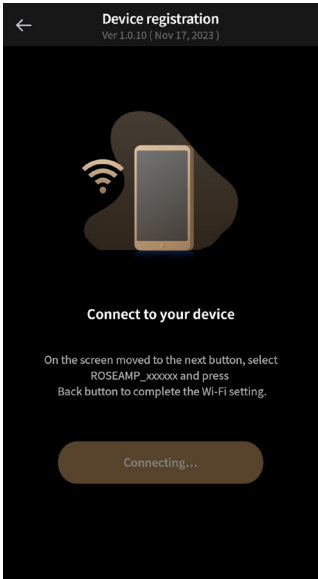 Device registration
Ver 1.0.10 ( Nov 17, 2023 )
Connect to your device
On the screen moved to the next button, select
ROSEAMP_xxxxxx and press
Back button to complete the Wi-Fi setting.
Connecting...